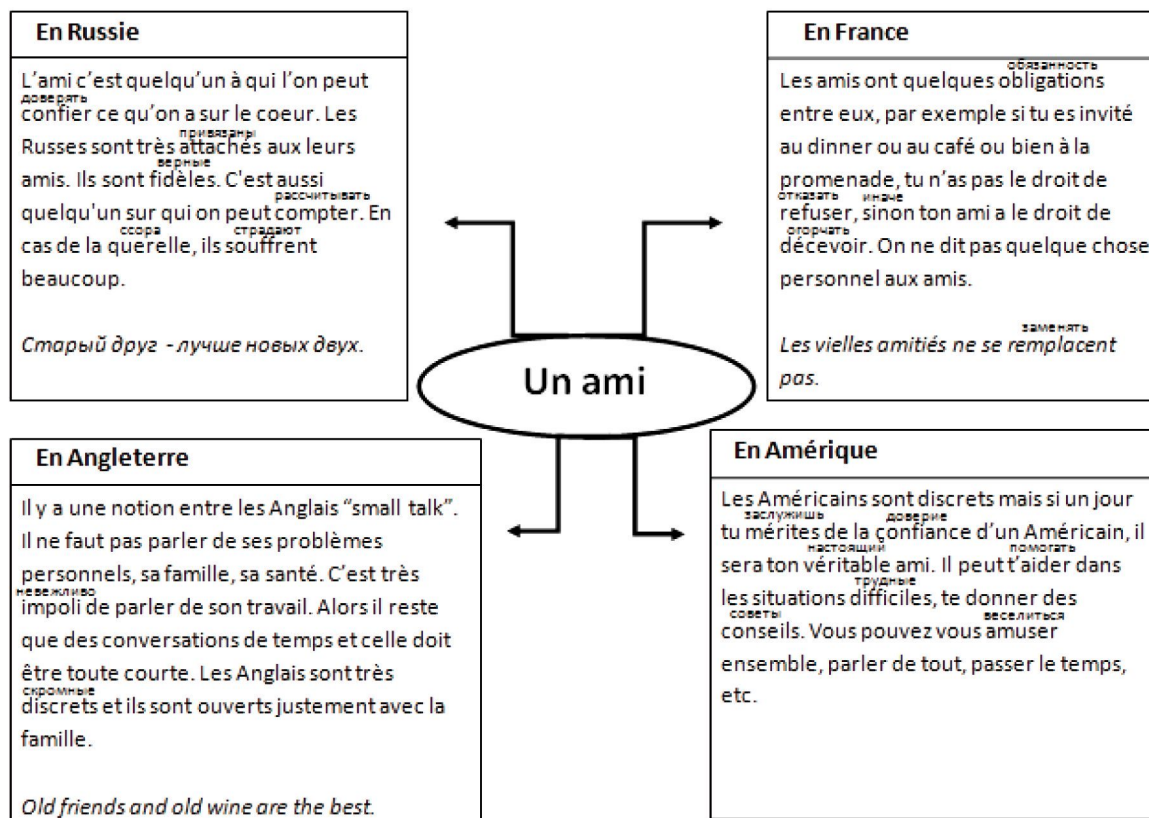 En Russie
L'ami c'est quelqu'un à qui l'on peut
доверять
confier ce qu'on a sur le coeur. Les
привязаны
Russes sont très attachés aux leurs
верные
amis. Ils sont fidèles. C'est aussi
рассчитывать
quelqu'un sur qui on peut compter. En
ссора страдают
cas de la querelle, ils souffrent
beaucoup.
Старый друг - лучше новых двух.
En France
обязанность
Les amis ont quelques obligations
entre eux, par exemple si tu es invité
au dinner ou au café ou bien à la
promenade, tu n'as pas le droit de
отказать иначе
refuser, sinon ton ami a le droit de
огорчать
décevoir. On ne dit pas quelque chose
personnel aux amis.
заменять
Les vielles amitiés ne se remplacent
pas.
Un ami
En Angleterre
Il y a une notion entre les Anglais “small talk”.
Il ne faut pas parler de ses problèmes
personnels, sa famille, sa santé. C'est très
невежливо
impoli de parler de son travail. Alors il reste
que des conversations de temps et celle doit
être toute courte. Les Anglais sont très
скромные
discrets et ils sont ouverts justement avec la
famille.
Old friends and old wine are the best.
En Amérique
Les Américains sont discrets mais si un jour
заслужишь доверие
tu mérites de la confiance d'un Américain, il
настоящий помогать
sera ton véritable ami. Il peut t'aider dans
трудные
les situations difficiles, te donner des
советы веселиться
conseils. Vous pouvez vous amuser
ensemble, parler de tout, passer le temps,
etc.